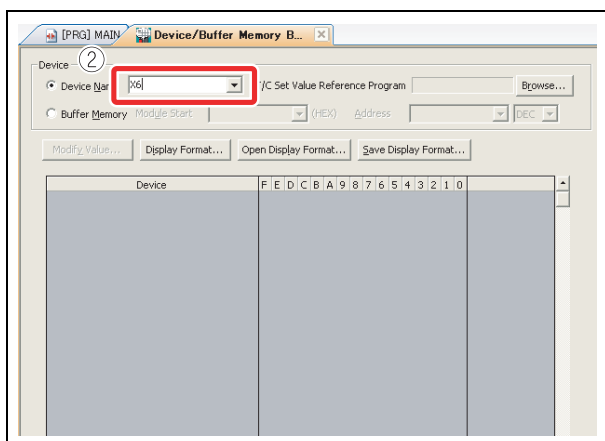 [PRG] MAIN Device/Buffer Memory B...
Device
②
Device Nar X6 /C Set Value Reference Program Browse...
Buffer Memory Module Start (HEX) Address DEC
Modify Value... Display Format... Open Display Format... Save Display Format...
Device F E D C B A 9 8 7 6 5 4 3 2 1 0